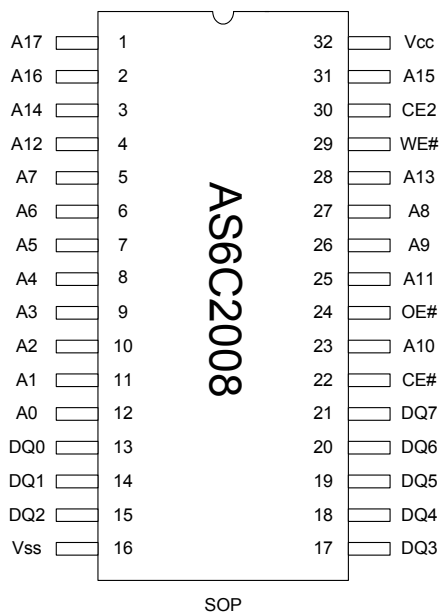 A17 1 32 Vcc
A16 2 31 A15
A14 3 30 CE2
A12 4 29 WE#
A7 5 28 A13
A6 6 27 A8
A5 7 26 A9
A4 8 25 A11
A3 9 24 OE#
A2 10 23 A10
A1 11 22 CE#
A0 12 21 DQ7
DQ0 13 20 DQ6
DQ1 14 19 DQ5
DQ2 15 18 DQ4
Vss 16 17 DQ3
AS6C2008
SOP